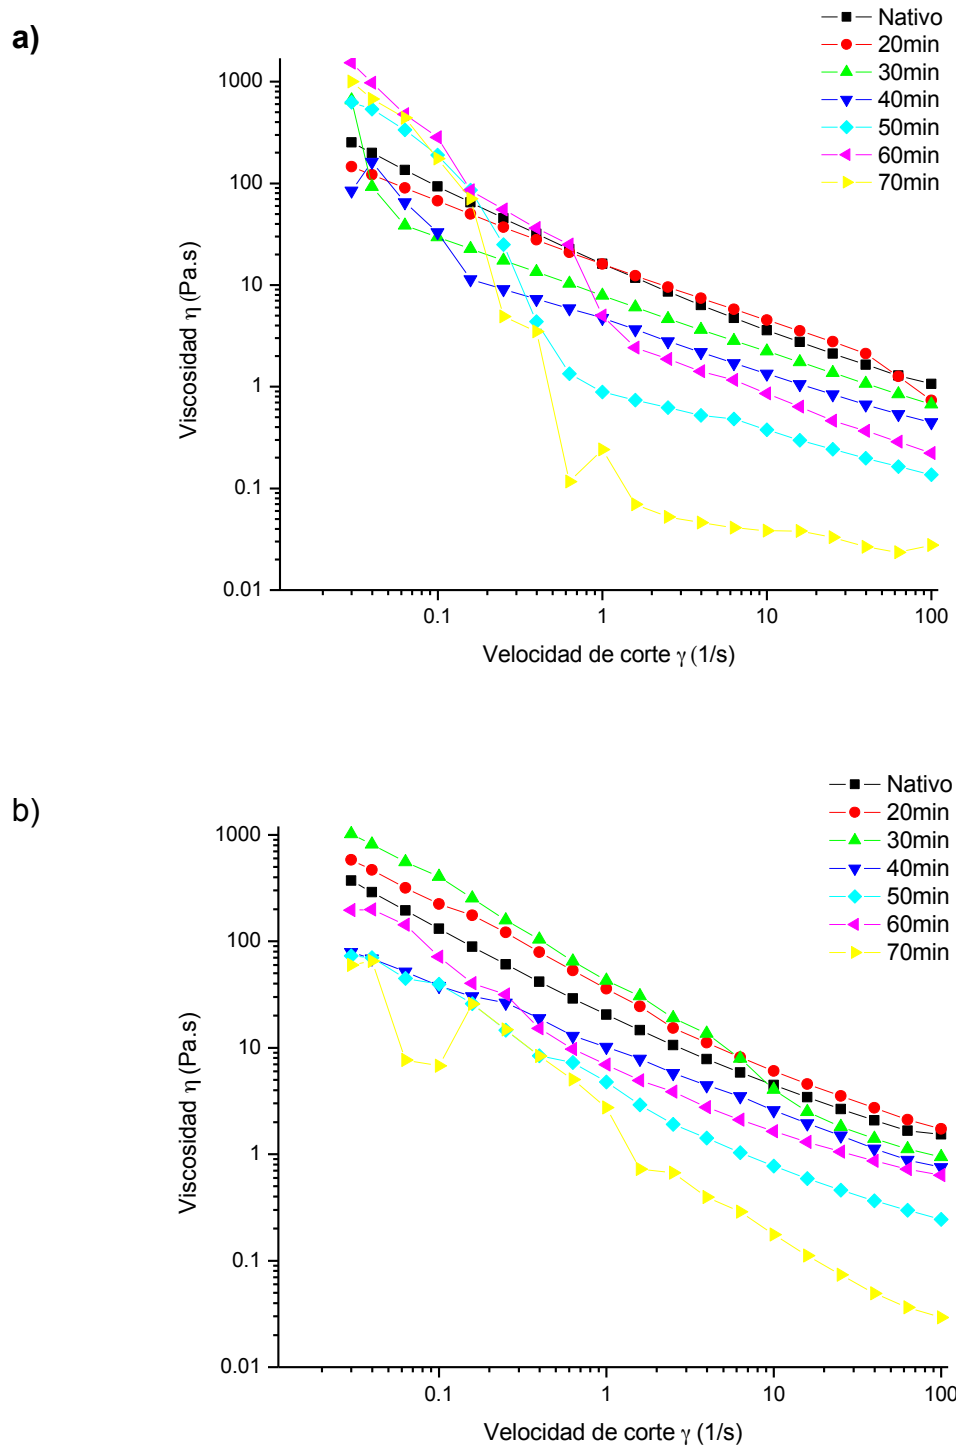 a)
Nativo
20min
30min
40min
50min
60min
70min
1000
100
10
1
0.1
0.01
Viscosidad η (Pa.s)
0.1 1 10 100
Velocidad de corte γ (1/s)
b)
Nativo
20min
30min
40min
50min
60min
70min
1000
100
10
1
0.1
0.01
Viscosidad η (Pa.s)
0.1 1 10 100
Velocidad de corte γ (1/s)